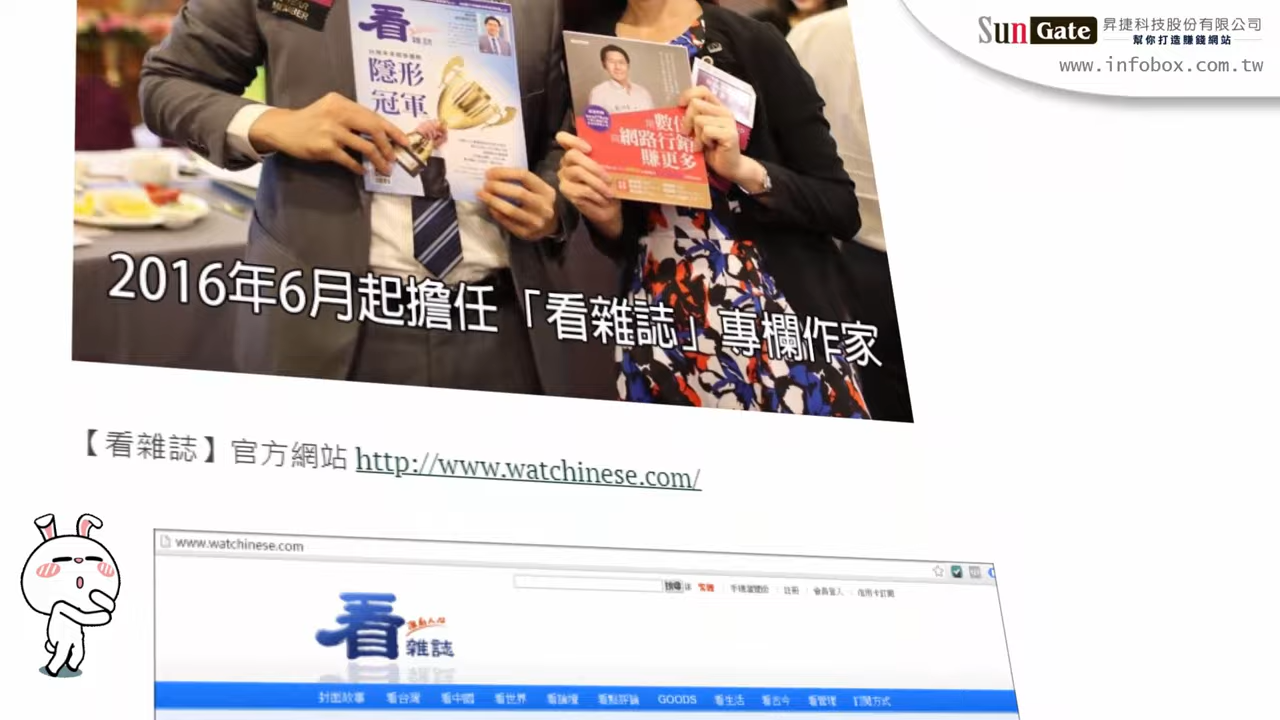 SunGate 昇捷科技股份有限公司
幫你打造賺錢網站
www.infobox.com.tw
MEMBER
看
雜誌
隱形
冠軍
數位
網路行銷
賺更多
2016年6月起擔任「看雜誌」專欄作家
【看雜誌】官方網站 http://www.watchinese.com/
www.watchinese.com
看
雜誌
封面故事 看台灣 看中國 看世界 看論壇 看點評論 GOODS 看生活 看古今 看管理 訂閱方式